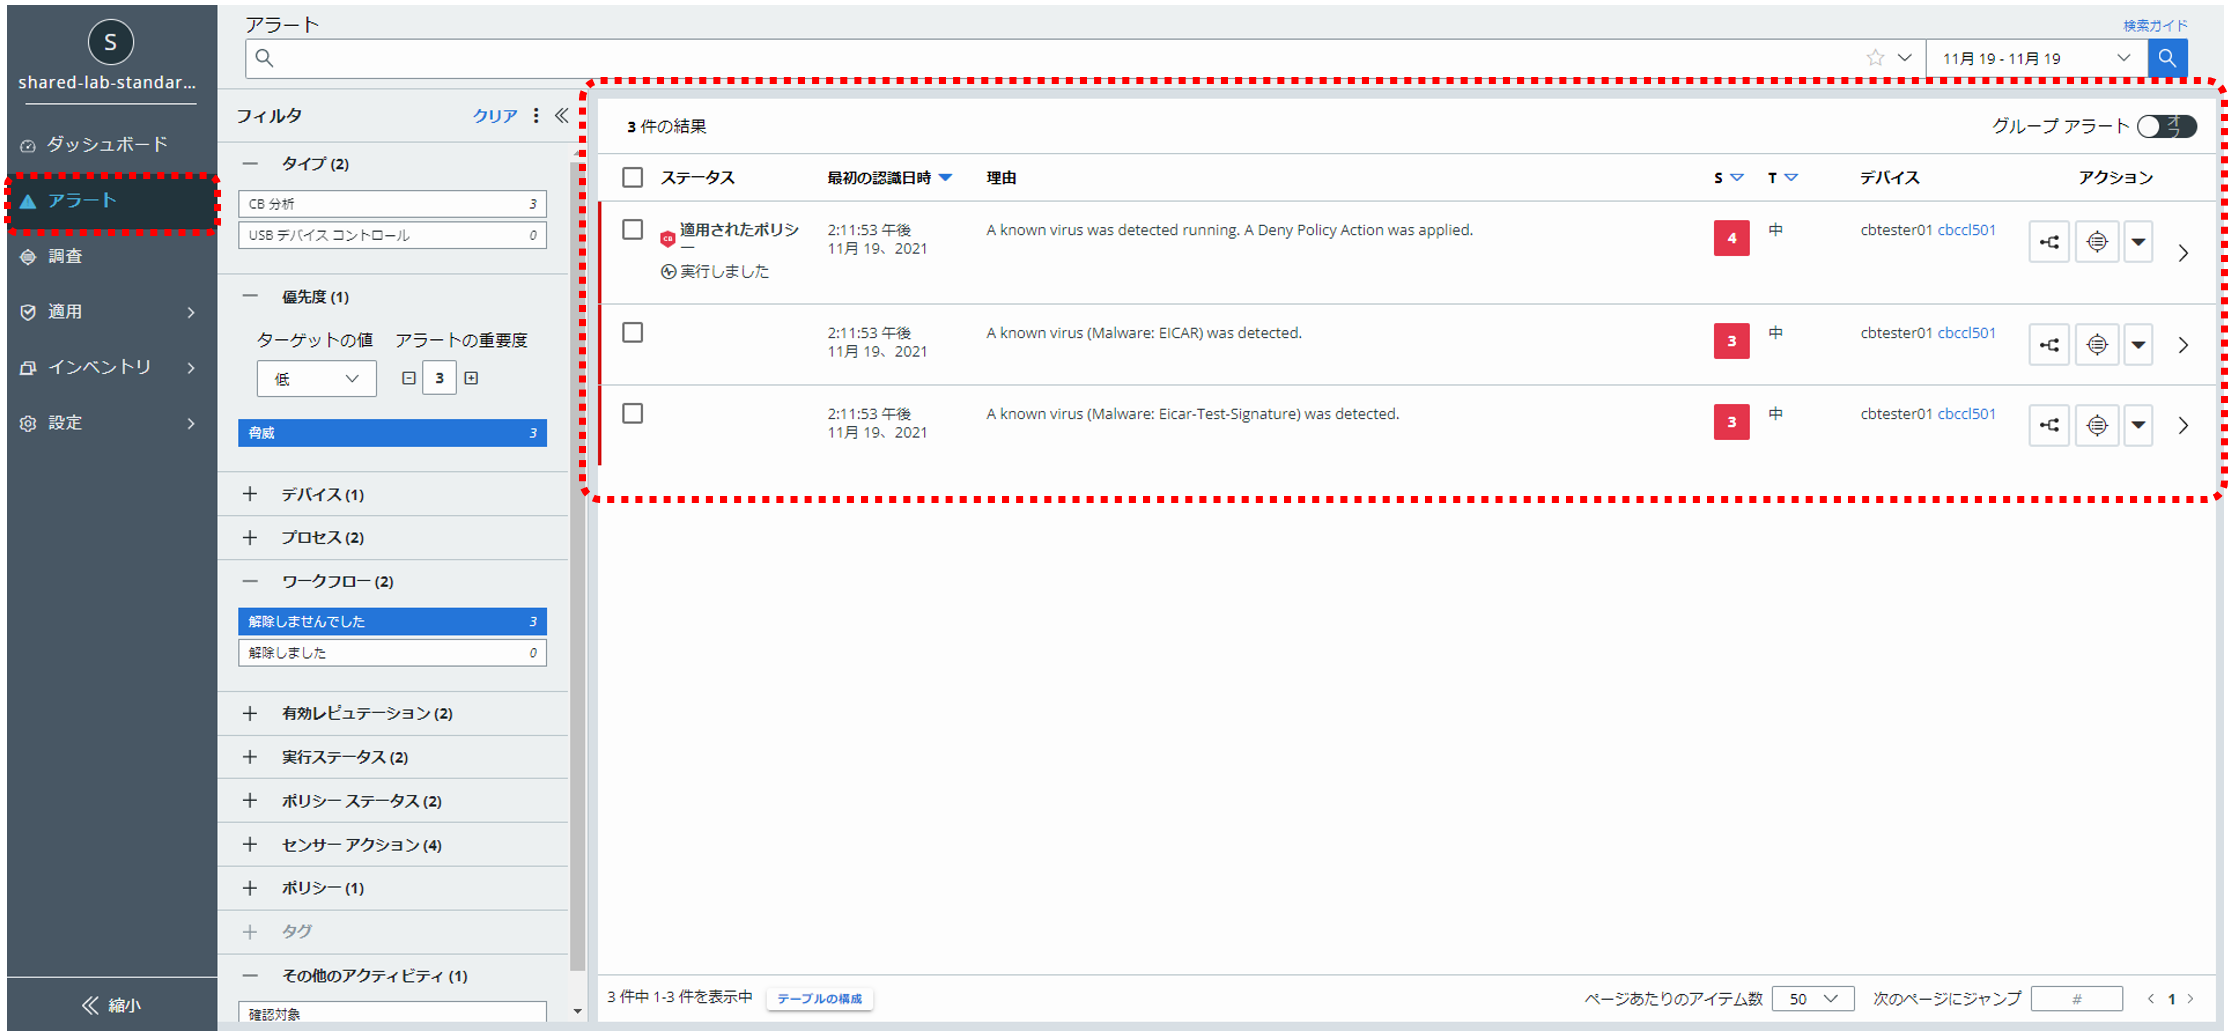 S
shared-lab-standar...
ダッシュボード
アラート
調査
適用
インベントリ
設定
縮小
アラート
検索ガイド
11月 19 - 11月 19
フィルタ
クリア
タイプ (2)
CB 分析 3
USB デバイス コントロール 0
優先度 (1)
ターゲットの値 アラートの重要度
低 3
脅威 3
デバイス (1)
プロセス (2)
ワークフロー (2)
解除しませんでした 3
解除しました 0
有効レピュテーション (2)
実行ステータス (2)
ポリシー ステータス (2)
センサー アクション (4)
ポリシー (1)
タグ
その他のアクティビティ (1)
確認対象
3 件の結果
グループ アラート オフ
ステータス 最初の認識日時 理由 S T デバイス アクション
CB 適用されたポリシー
実行しました
2:11:53 午後
11月 19、2021
A known virus was detected running. A Deny Policy Action was applied.
4 中 cbtester01 cbccl501
2:11:53 午後
11月 19、2021
A known virus (Malware: EICAR) was detected.
3 中 cbtester01 cbccl501
2:11:53 午後
11月 19、2021
A known virus (Malware: Eicar-Test-Signature) was detected.
3 中 cbtester01 cbccl501
3 件中 1-3 件を表示中 テーブルの構成
ページあたりのアイテム数 50 次のページにジャンプ # 1